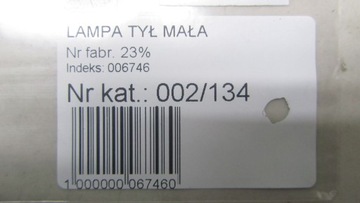 LAMPA TYŁ MAŁA
Nr fabr. 23%
Indeks: 006746
Nr kat.: 002/134
1 000000 067460